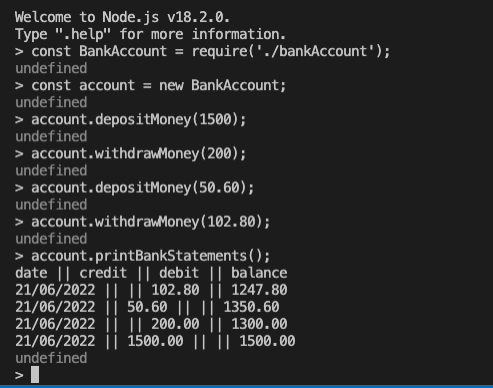 Welcome to Node.js v18.2.0.
Type ".help" for more information.
> const BankAccount = require('./bankAccount');
undefined
> const account = new BankAccount;
undefined
> account.depositMoney(1500);
undefined
> account.withdrawMoney(200);
undefined
> account.depositMoney(50.60);
undefined
> account.withdrawMoney(102.80);
undefined
> account.printBankStatements();
date || credit || debit || balance
21/06/2022 || || 102.80 || 1247.80
21/06/2022 || 50.60 || || 1350.60
21/06/2022 || || 200.00 || 1300.00
21/06/2022 || 1500.00 || || 1500.00
undefined
>